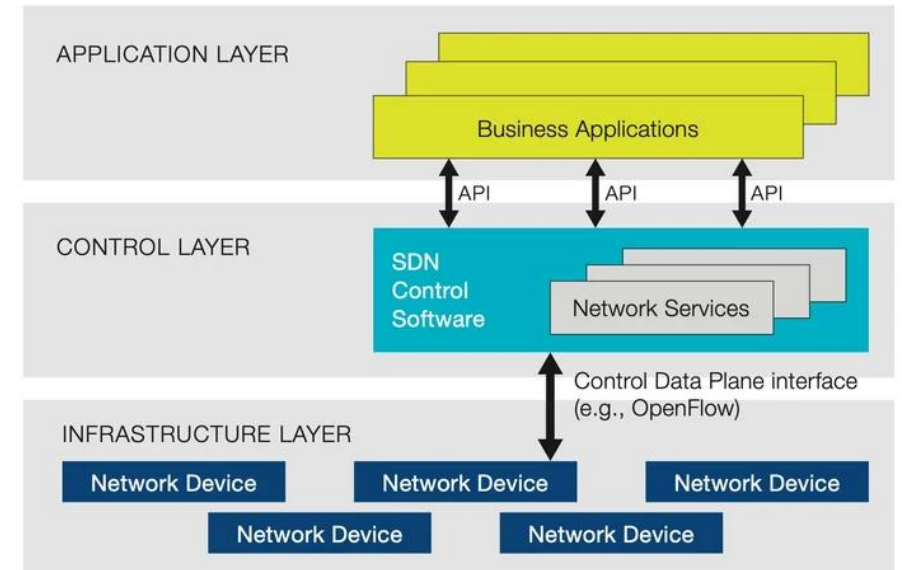 APPLICATION LAYER
Business Applications
API
API
API
CONTROL LAYER
SDN
Control
Software
Network Services
Control Data Plane interface
(e.g., OpenFlow)
INFRASTRUCTURE LAYER
Network Device
Network Device
Network Device
Network Device
Network Device